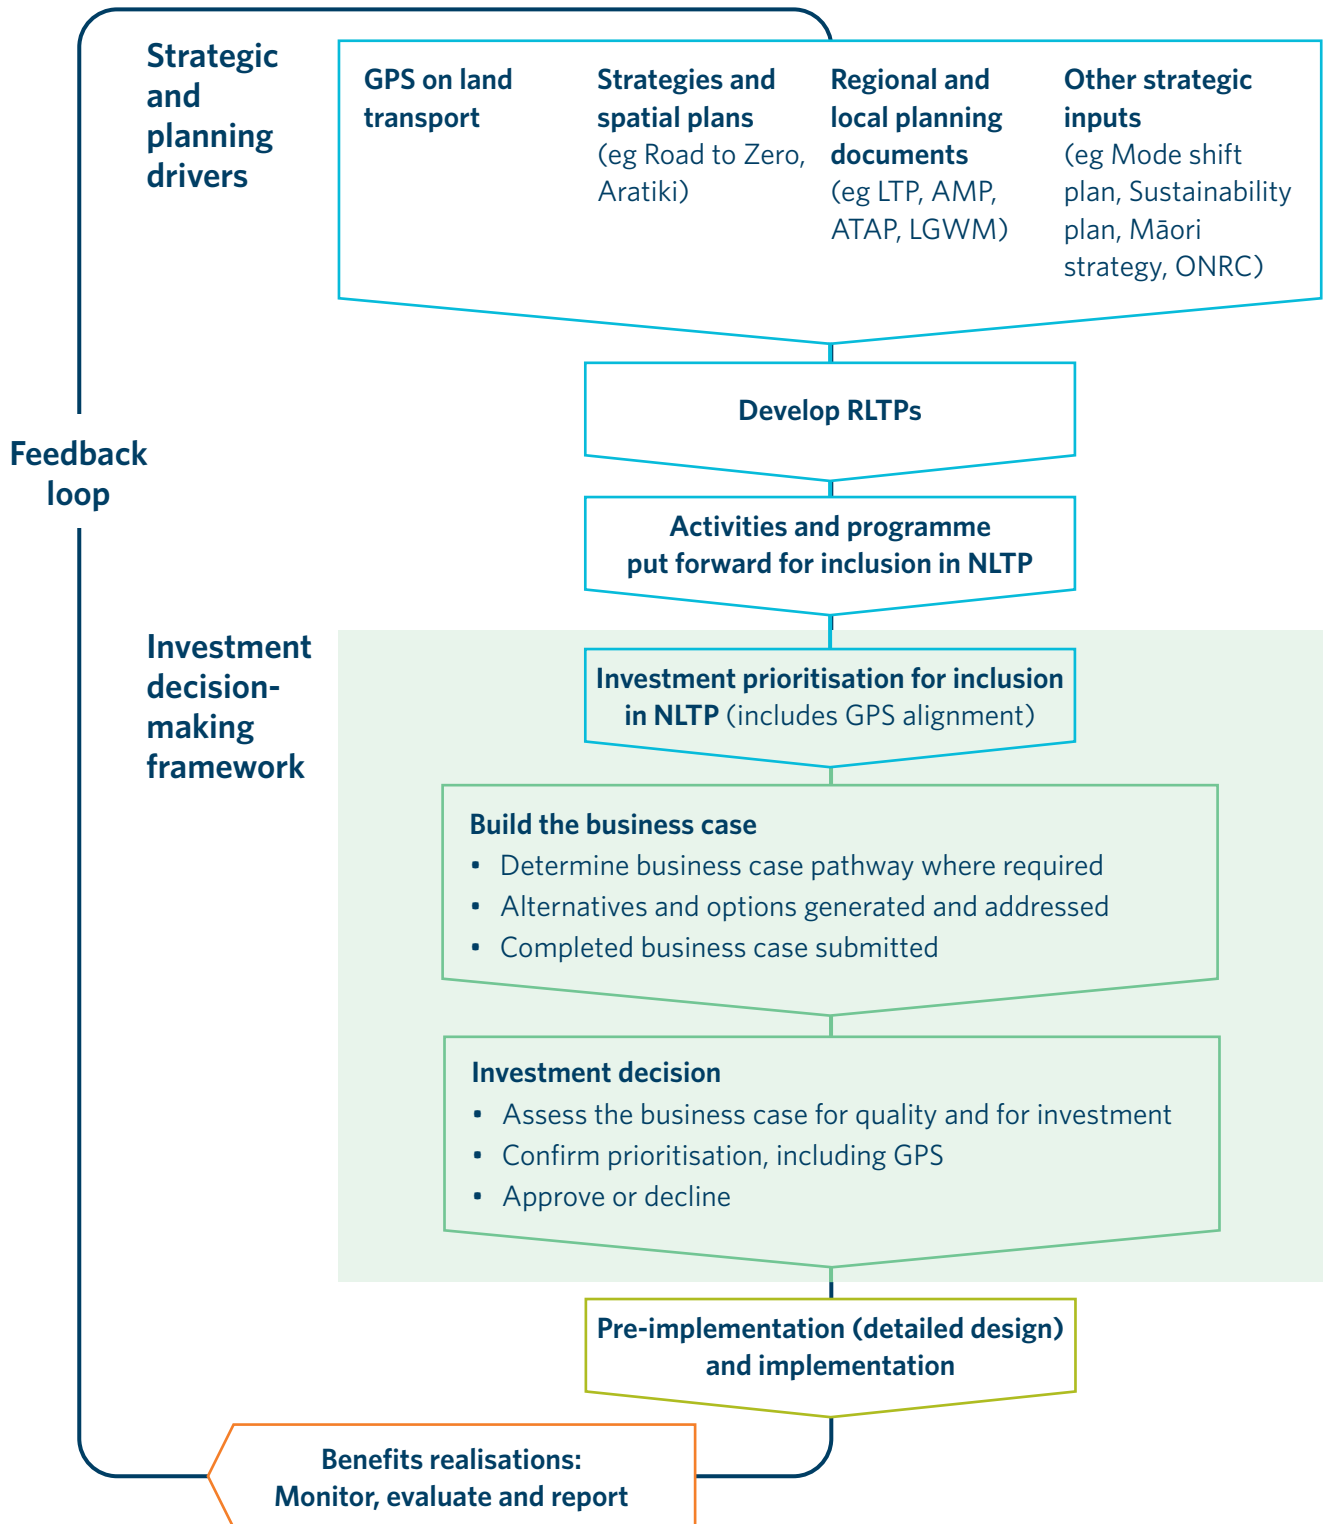 Strategic
and
planning
drivers
GPS on land
transport
Strategies and
spatial plans
(eg Road to Zero,
Aratiki)
Regional and
local planning
documents
(eg LTP, AMP,
ATAP, LGWM)
Other strategic
inputs
(eg Mode shift
plan, Sustainability
plan, Māori
strategy, ONRC)
Develop RLTPs
Feedback
loop
Activities and programme
put forward for inclusion in NLTP
Investment
decision-
making
framework
Investment prioritisation for inclusion
in NLTP (includes GPS alignment)
Build the business case
• Determine business case pathway where required
• Alternatives and options generated and addressed
• Completed business case submitted
Investment decision
• Assess the business case for quality and for investment
• Confirm prioritisation, including GPS
• Approve or decline
Pre-implementation (detailed design)
and implementation
Benefits realisations:
Monitor, evaluate and report